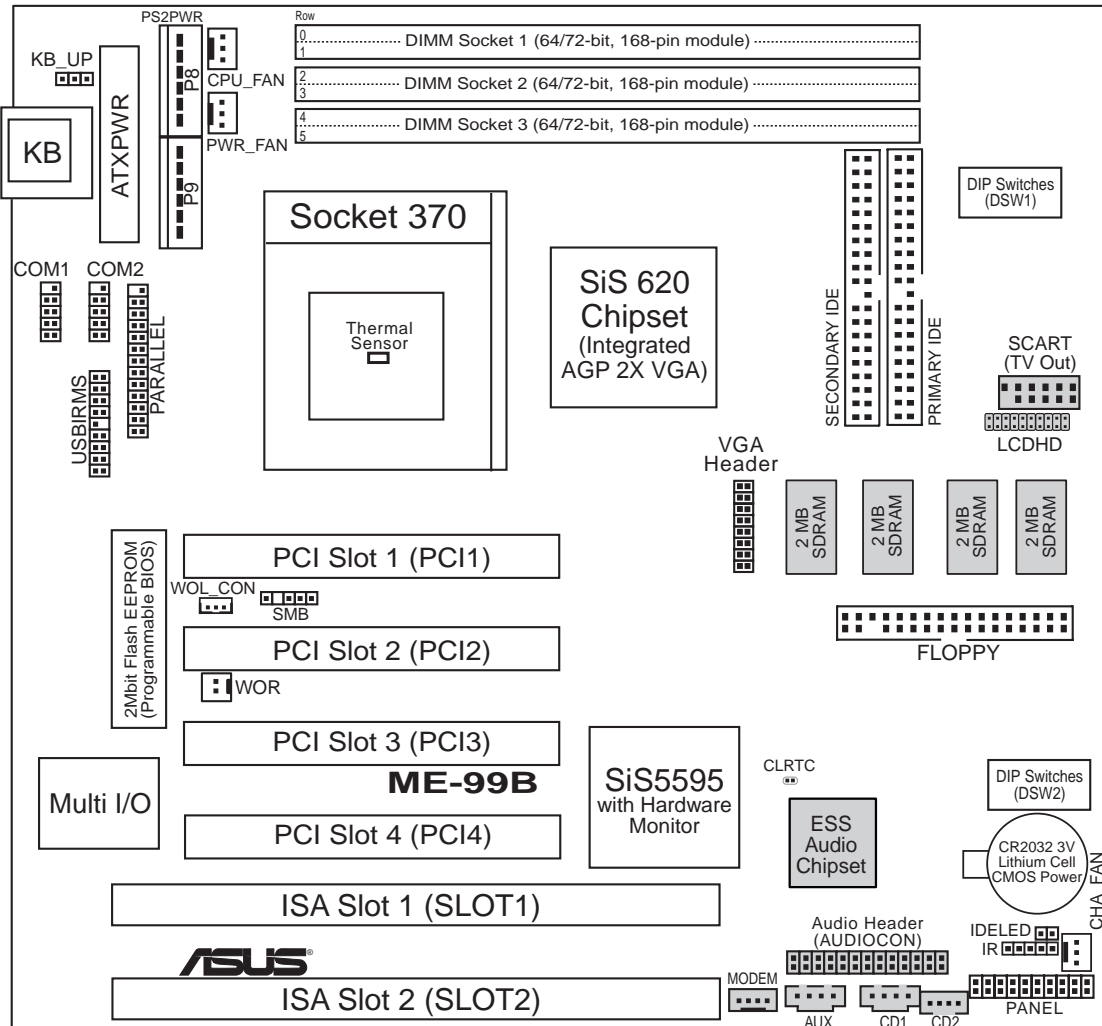 PS2PWR
Row
KB_UP
P8
CPU_FAN
0
1
DIMM Socket 1 (64/72-bit, 168-pin module)
2
3
DIMM Socket 2 (64/72-bit, 168-pin module)
4
5
DIMM Socket 3 (64/72-bit, 168-pin module)
PWR_FAN
KB
ATXPWR
P9
Socket 370
Thermal
Sensor
SiS 620
Chipset
(Integrated
AGP 2X VGA)
SECONDARY IDE
PRIMARY IDE
DIP Switches
(DSW1)
COM1
COM2
PARALLEL
USBIRMS
SCART
(TV Out)
LCDHD
VGA
Header
2 MB
SDRAM
2 MB
SDRAM
2 MB
SDRAM
2 MB
SDRAM
2Mbit Flash EEPROM
(Programmable BIOS)
PCI Slot 1 (PCI1)
WOL_CON
SMB
PCI Slot 2 (PCI2)
WOR
FLOPPY
PCI Slot 3 (PCI3)
ME-99B
Multi I/O
PCI Slot 4 (PCI4)
SiS5595
with Hardware
Monitor
CLRTC
ESS
Audio
Chipset
DIP Switches
(DSW2)
CR2032 3V
Lithium Cell
CMOS Power
CHA_FAN
ISA Slot 1 (SLOT1)
Audio Header
(AUDIOCON)
IDELED
IR
ASUS®
ISA Slot 2 (SLOT2)
MODEM
AUX
CD1
CD2
PANEL